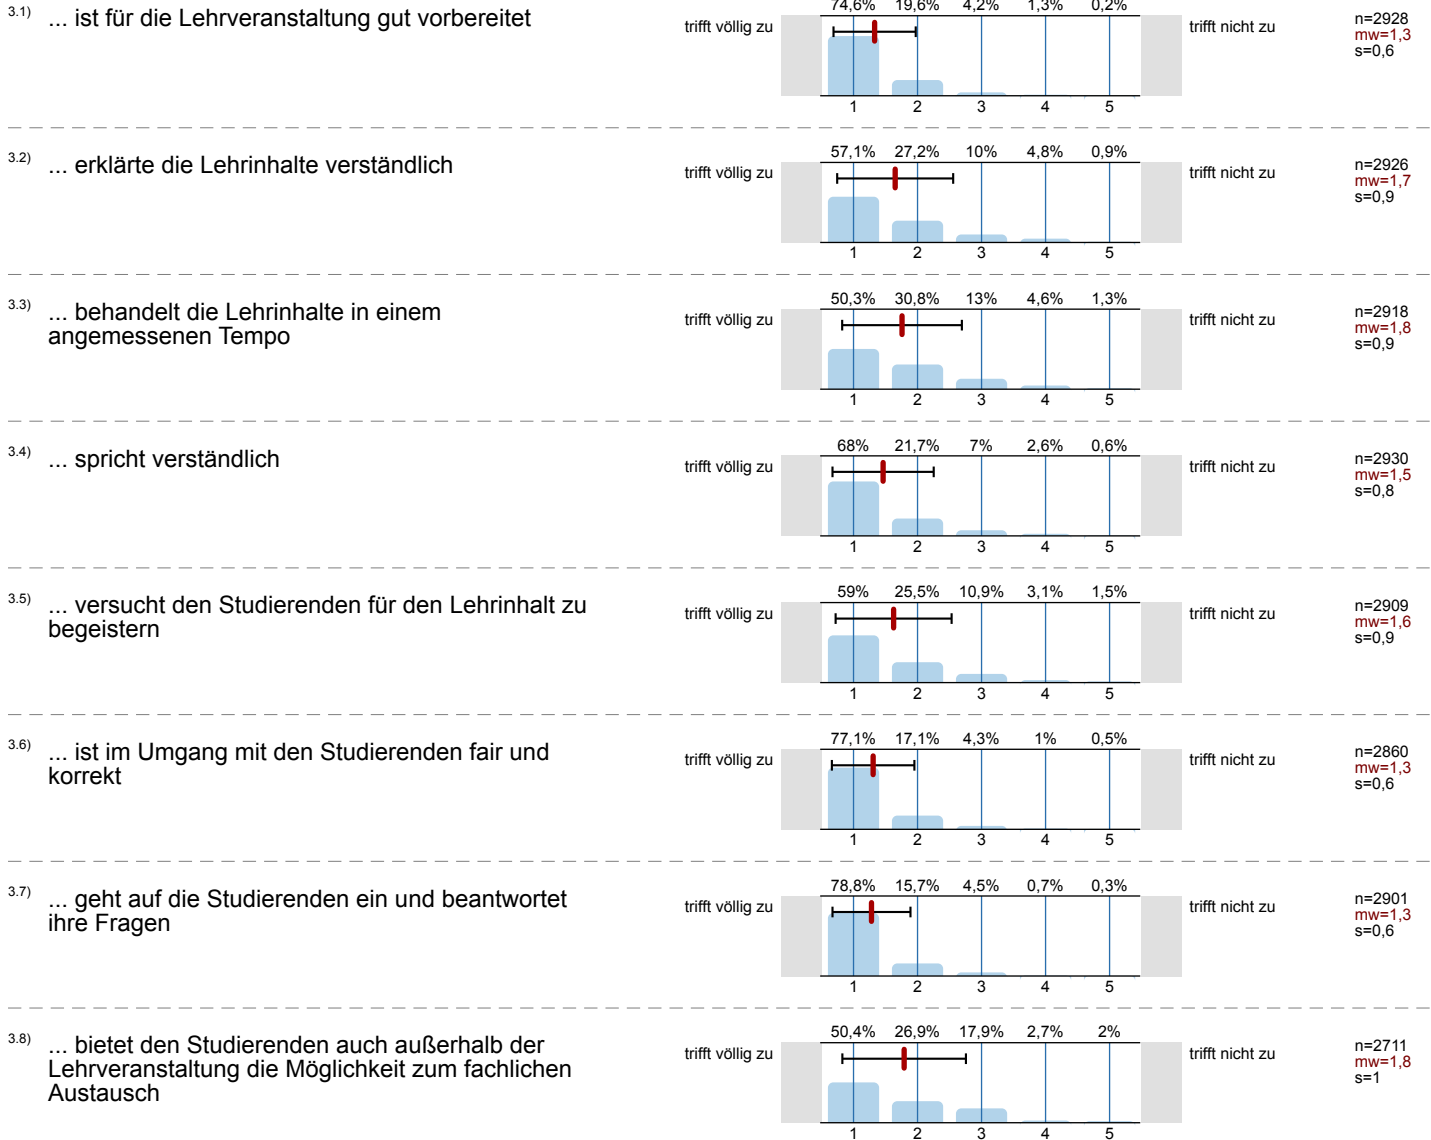 3.1) ... ist für die Lehrveranstaltung gut vorbereitet
trifft völlig zu
74,6% 19,6% 4,2% 1,3% 0,2%
1 2 3 4 5
trifft nicht zu
n=2928
mw=1,3
s=0,6
3.2) ... erklärte die Lehrinhalte verständlich
trifft völlig zu
57,1% 27,2% 10% 4,8% 0,9%
1 2 3 4 5
trifft nicht zu
n=2926
mw=1,7
s=0,9
3.3) ... behandelt die Lehrinhalte in einem
angemessenen Tempo
trifft völlig zu
50,3% 30,8% 13% 4,6% 1,3%
1 2 3 4 5
trifft nicht zu
n=2918
mw=1,8
s=0,9
3.4) ... spricht verständlich
trifft völlig zu
68% 21,7% 7% 2,6% 0,6%
1 2 3 4 5
trifft nicht zu
n=2930
mw=1,5
s=0,8
3.5) ... versucht den Studierenden für den Lehrinhalt zu
begeistern
trifft völlig zu
59% 25,5% 10,9% 3,1% 1,5%
1 2 3 4 5
trifft nicht zu
n=2909
mw=1,6
s=0,9
3.6) ... ist im Umgang mit den Studierenden fair und
korrekt
trifft völlig zu
77,1% 17,1% 4,3% 1% 0,5%
1 2 3 4 5
trifft nicht zu
n=2860
mw=1,3
s=0,6
3.7) ... geht auf die Studierenden ein und beantwortet
ihre Fragen
trifft völlig zu
78,8% 15,7% 4,5% 0,7% 0,3%
1 2 3 4 5
trifft nicht zu
n=2901
mw=1,3
s=0,6
3.8) ... bietet den Studierenden auch außerhalb der
Lehrveranstaltung die Möglichkeit zum fachlichen
Austausch
trifft völlig zu
50,4% 26,9% 17,9% 2,7% 2%
1 2 3 4 5
trifft nicht zu
n=2711
mw=1,8
s=1